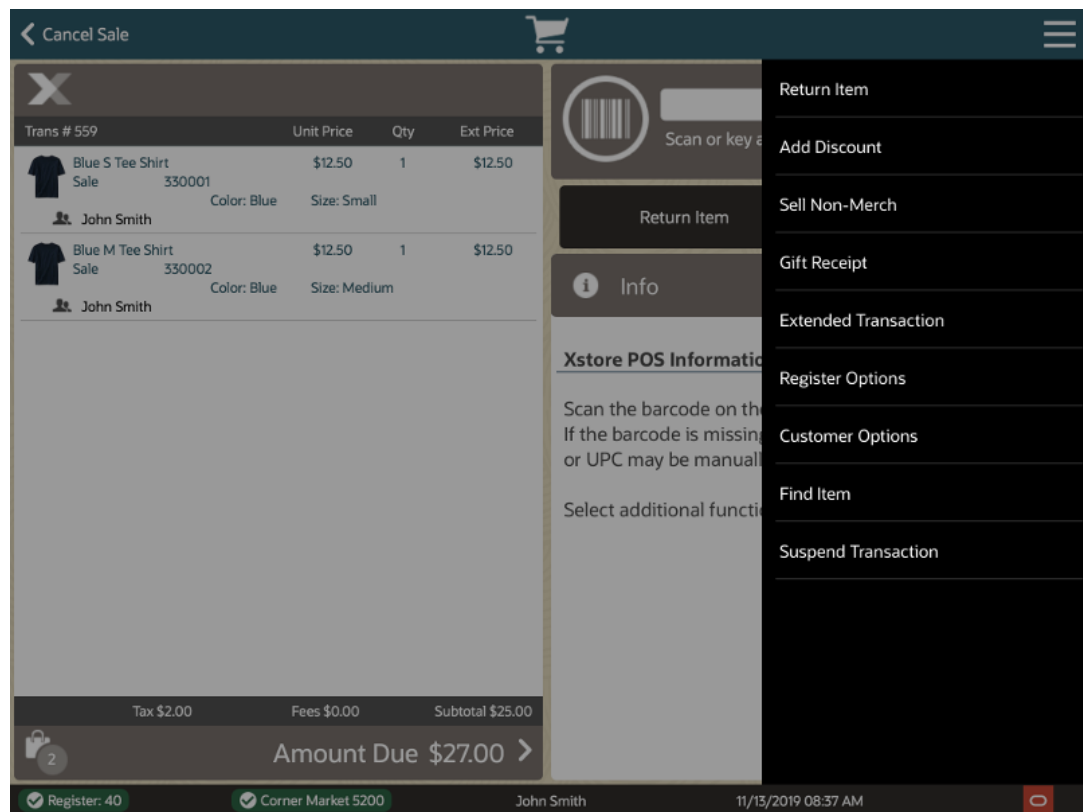 Cancel Sale
Trans # 559 Unit Price Qty Ext Price
Blue S Tee Shirt $12.50 1 $12.50
Sale 330001
Color: Blue Size: Small
John Smith
Blue M Tee Shirt $12.50 1 $12.50
Sale 330002
Color: Blue Size: Medium
John Smith
Tax $2.00 Fees $0.00 Subtotal $25.00
2
Amount Due $27.00
Scan or key
Return Item
Info
Xstore POS
Scan the barcode on
If the barcode is
or UPC may be
Select additional
Return Item
Add Discount
Sell Non-Merch
Gift Receipt
Extended Transaction
Register Options
Customer Options
Find Item
Suspend Transaction
Register: 40 Corner Market 5200 John Smith 11/13/2019 08:37 AM